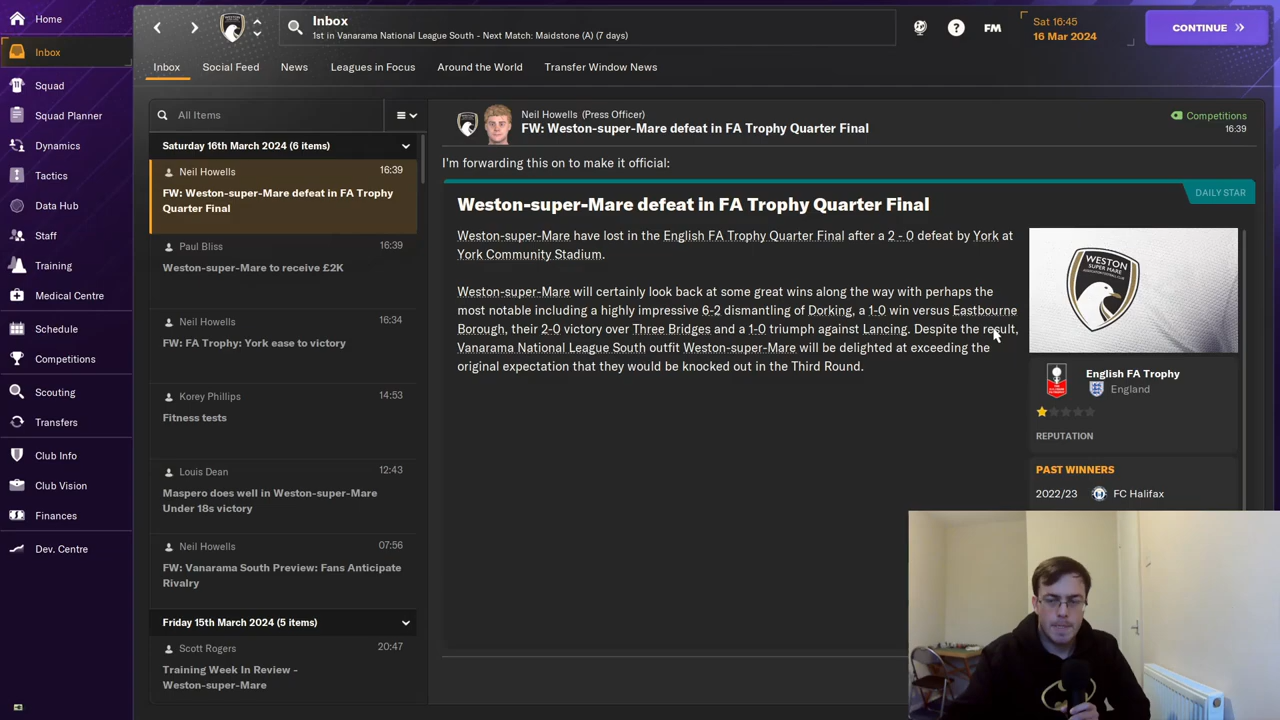 Home
Inbox
Squad
Squad Planner
Dynamics
Tactics
Data Hub
Staff
Training
Medical Centre
Schedule
Competitions
Scouting
Transfers
Club Info
Club Vision
Finances
Dev. Centre
Inbox
1st in Vanarama National League South - Next Match: Maidstone (A) (7 days)
FM
Sat 16:45
16 Mar 2024
CONTINUE
Inbox
Social Feed
News
Leagues in Focus
Around the World
Transfer Window News
All Items
Saturday 16th March 2024 (6 items)
Neil Howells
16:39
FW: Weston-super-Mare defeat in FA Trophy
Quarter Final
Paul Bliss
16:39
Weston-super-Mare to receive £2K
Neil Howells
16:34
FW: FA Trophy: York ease to victory
Korey Phillips
14:53
Fitness tests
Louis Dean
12:43
Maspero does well in Weston-super-Mare
Under 18s victory
Neil Howells
07:56
FW: Vanarama South Preview: Fans Anticipate
Rivalry
Friday 15th March 2024 (5 items)
Scott Rogers
20:47
Training Week In Review -
Weston-super-Mare
Neil Howells (Press Officer)
FW: Weston-super-Mare defeat in FA Trophy Quarter Final
Competitions
16:39
I'm forwarding this on to make it official:
DAILY STAR
Weston-super-Mare defeat in FA Trophy Quarter Final
Weston-super-Mare have lost in the English FA Trophy Quarter Final after a 2 - 0 defeat by York at
York Community Stadium.
Weston-super-Mare will certainly look back at some great wins along the way with perhaps the
most notable including a highly impressive 6-2 dismantling of Dorking, a 1-0 win versus Eastbourne
Borough, their 2-0 victory over Three Bridges and a 1-0 triumph against Lancing. Despite the result,
Vanarama National League South outfit Weston-super-Mare will be delighted at exceeding the
original expectation that they would be knocked out in the Third Round.
WESTON
SUPER MARE
English FA Trophy
England
REPUTATION
PAST WINNERS
2022/23
FC Halifax